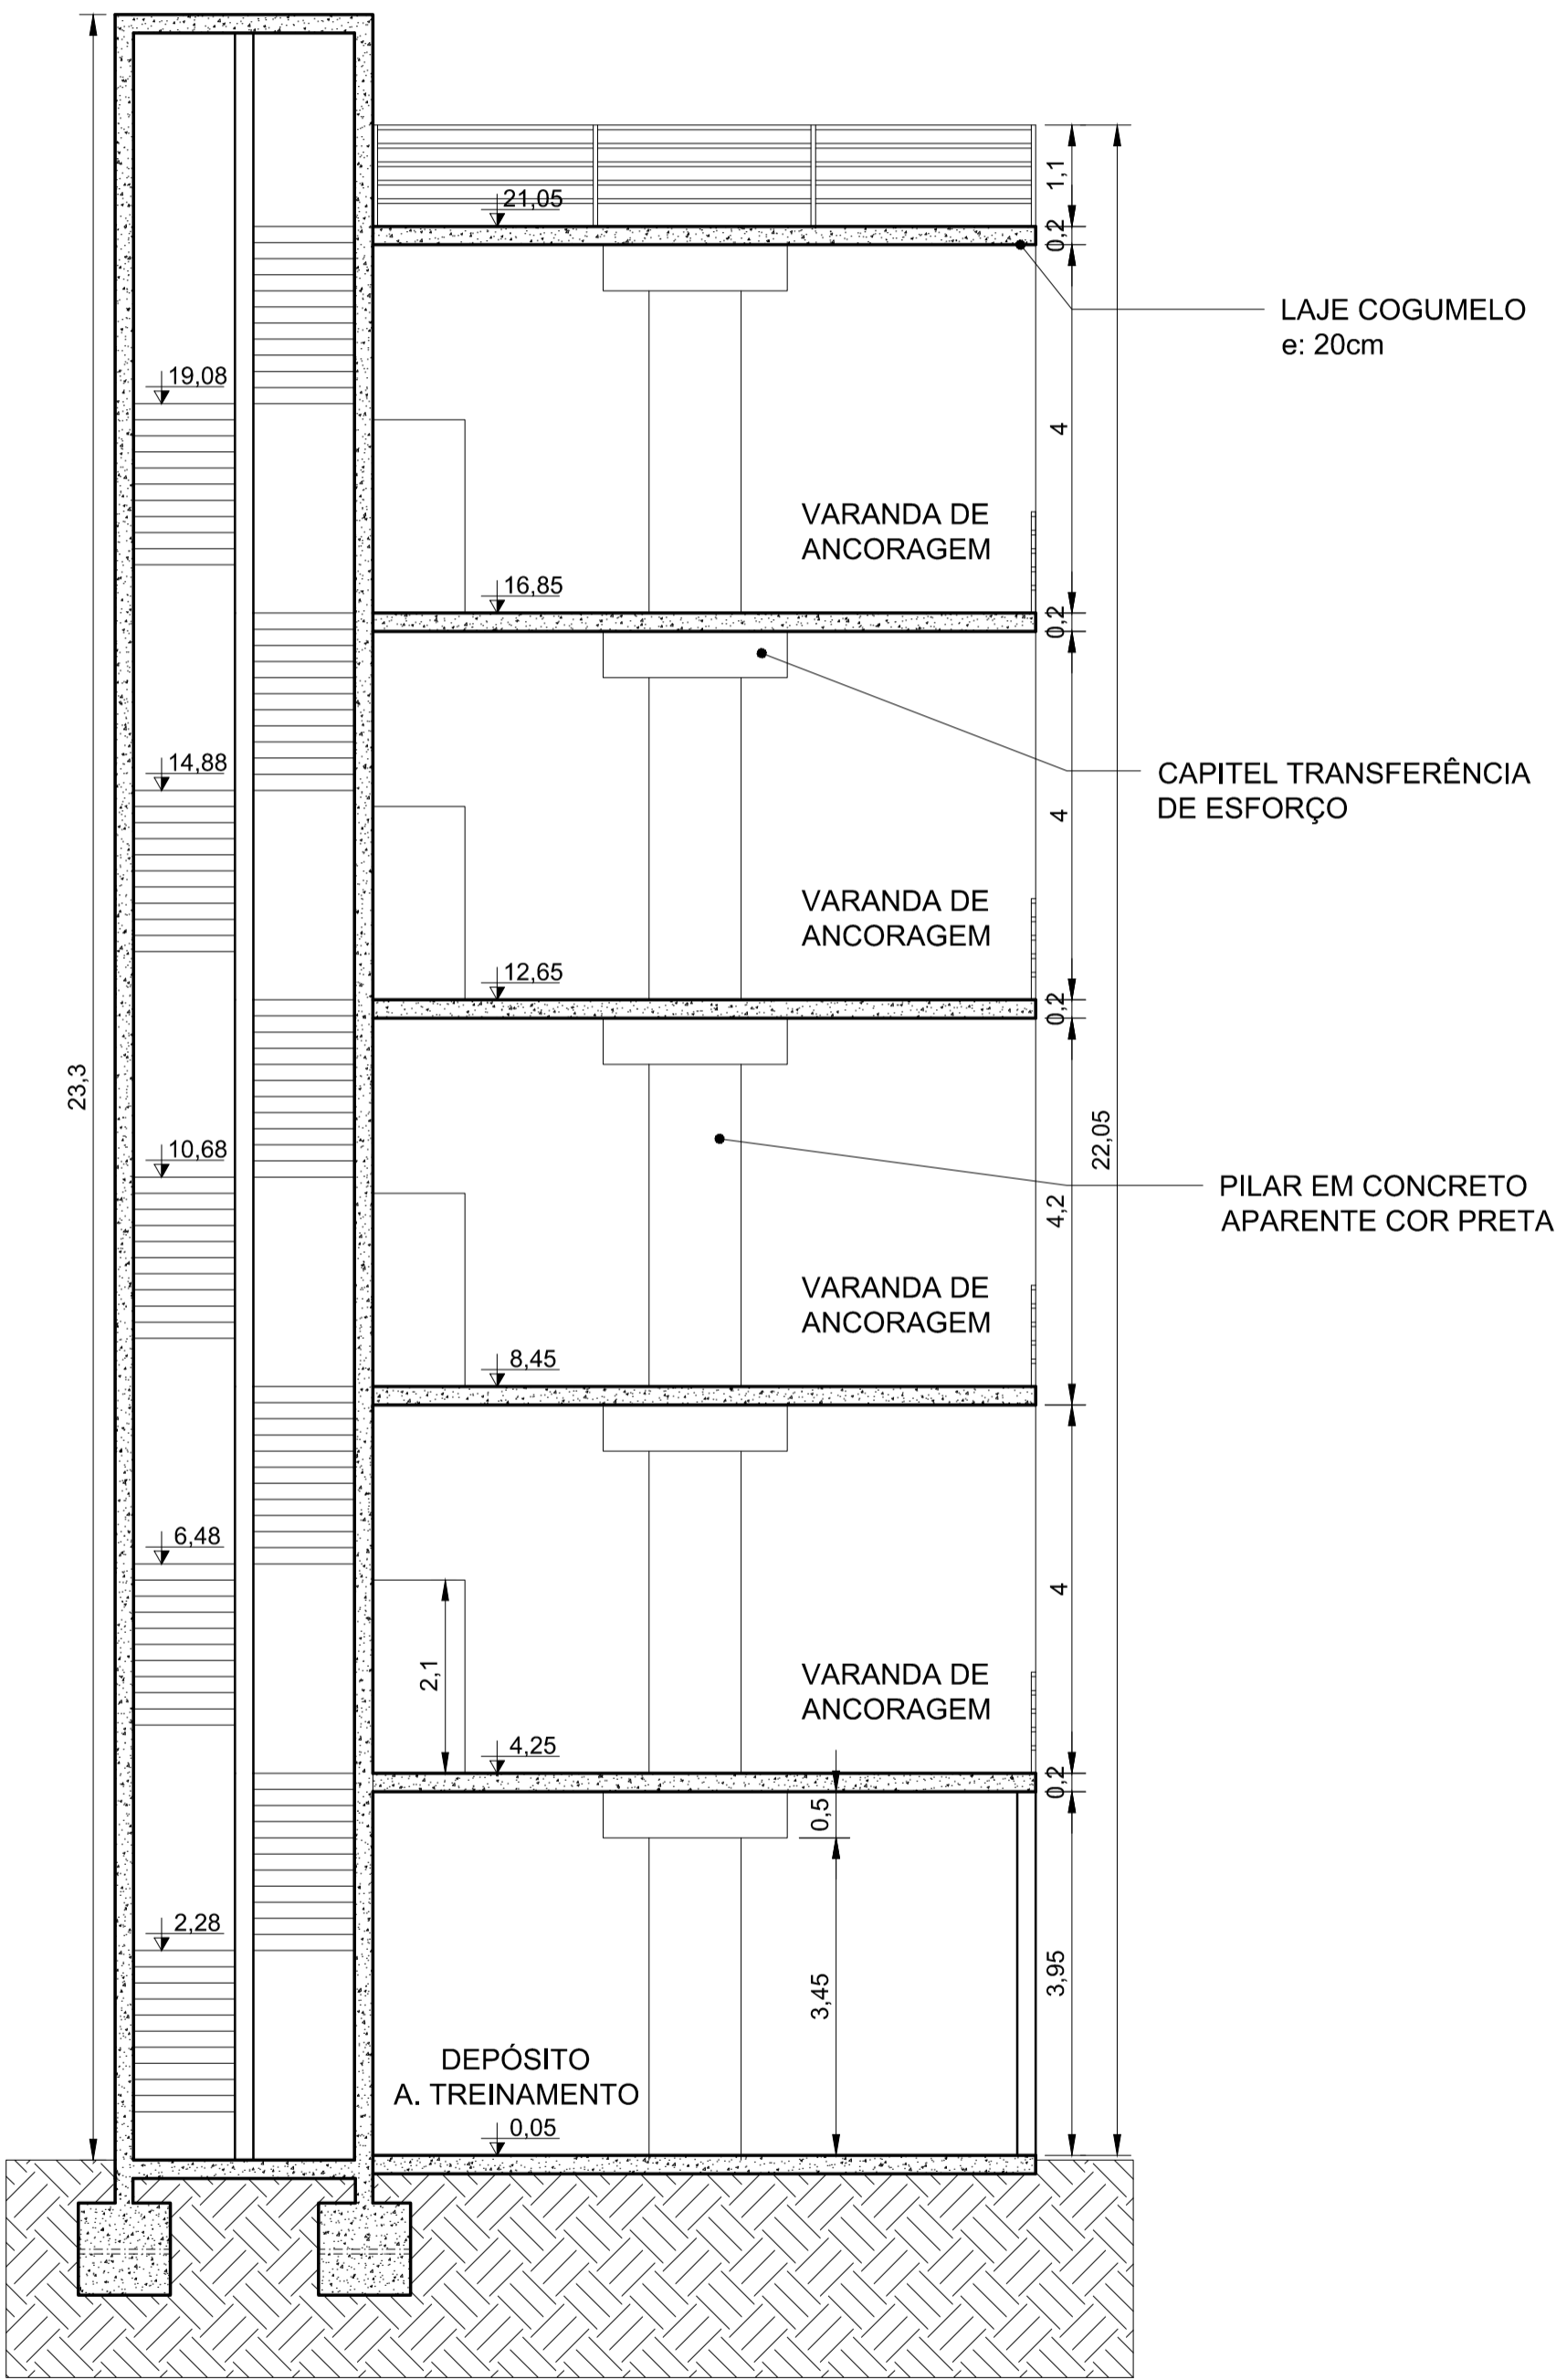 21,05
1,1
0,2
LAJE COGUMELO
e: 20cm
19,08
4
VARANDA DE
ANCORAGEM
16,85
0,2
14,88
CAPITEL TRANSFERÊNCIA
DE ESFORÇO
4
VARANDA DE
ANCORAGEM
12,65
0,2
23,3
10,68
22,05
PILAR EM CONCRETO
APARENTE COR PRETA
4,2
VARANDA DE
ANCORAGEM
8,45
6,48
4
2,1
VARANDA DE
ANCORAGEM
4,25
0,2
0,5
2,28
3,45
3,95
DEPÓSITO
A. TREINAMENTO
0,05